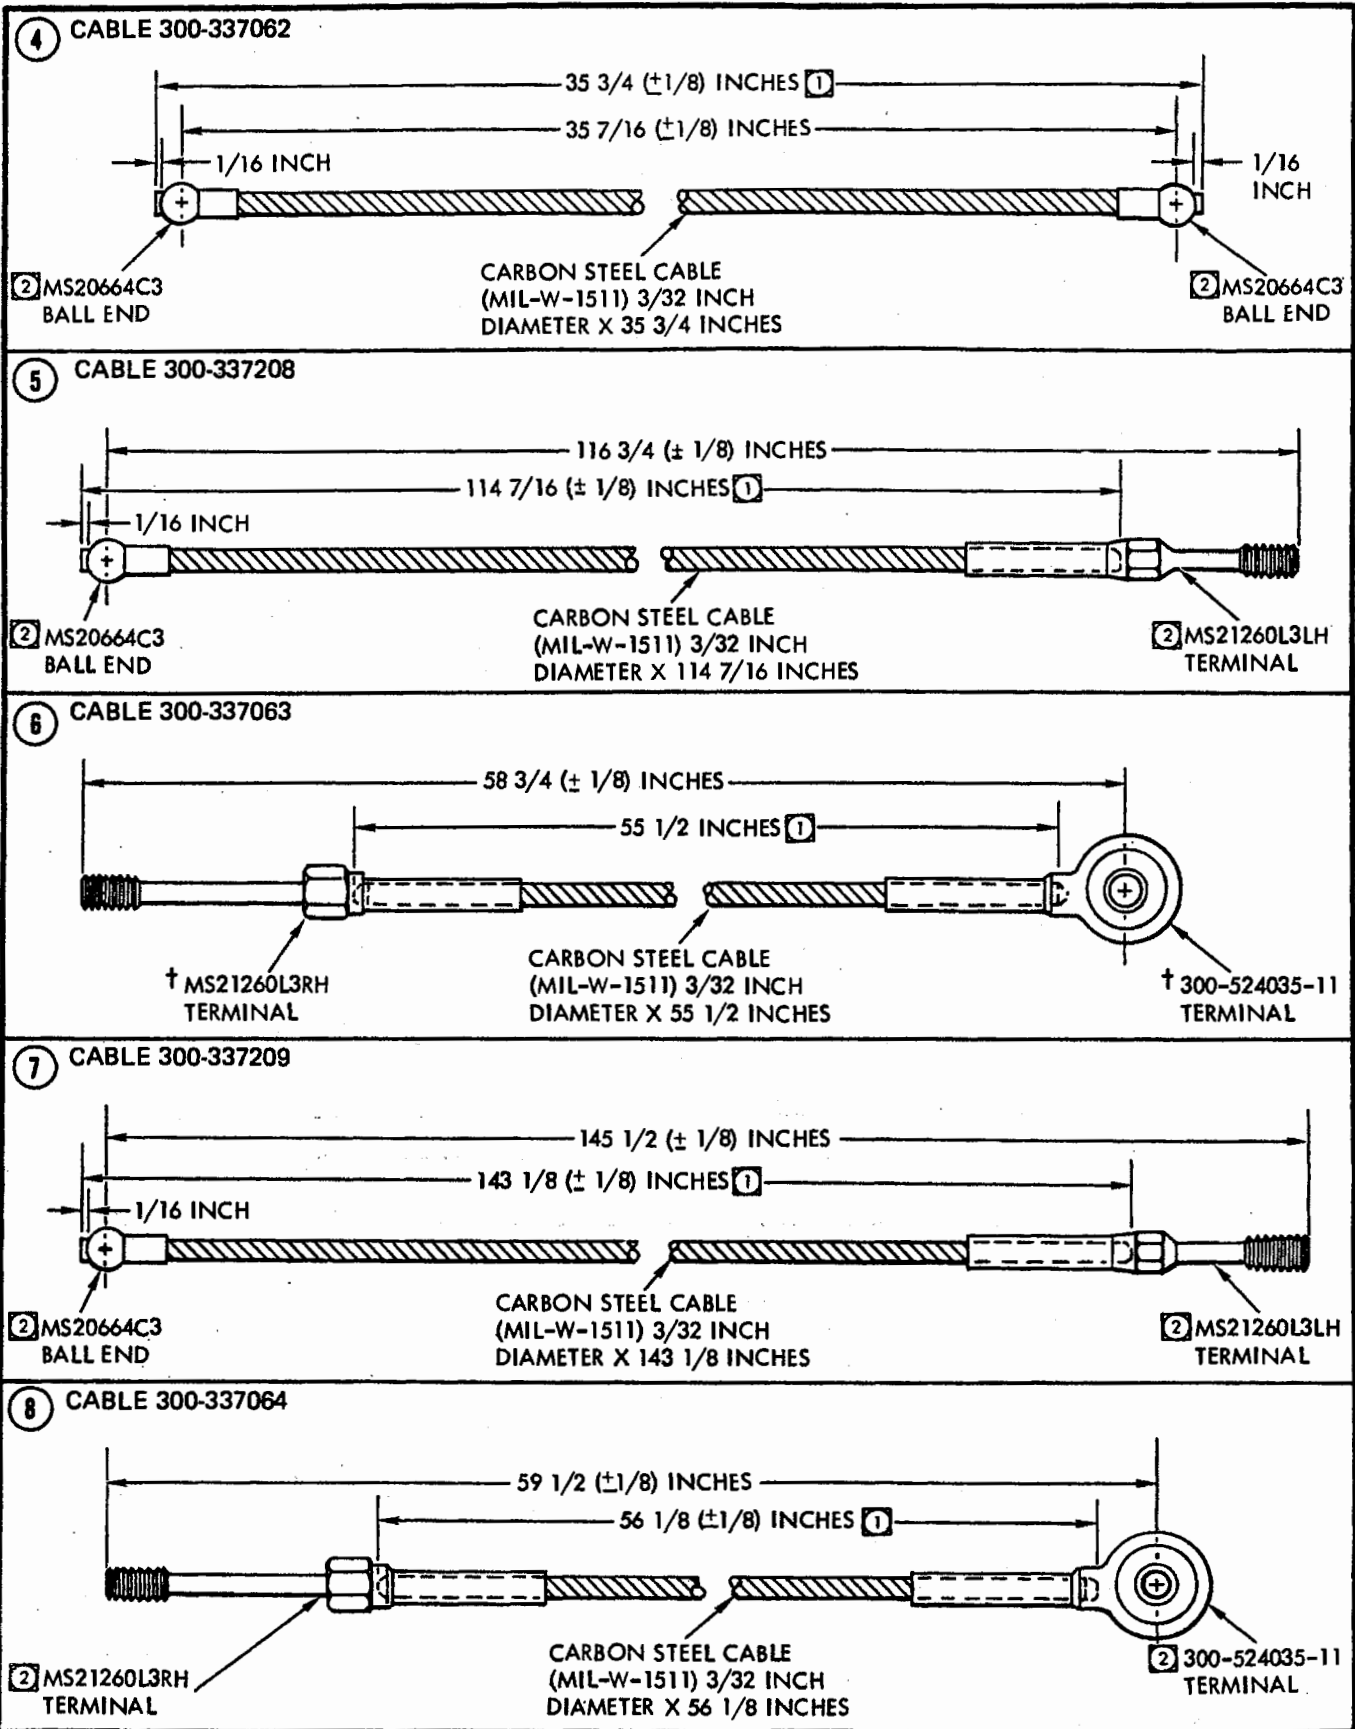 4 CABLE 300-337062
35 3/4 (±1/8) INCHES 1
35 7/16 (±1/8) INCHES
1/16 INCH
1/16
INCH
2 MS20664C3
BALL END
CARBON STEEL CABLE
(MIL-W-1511) 3/32 INCH
DIAMETER X 35 3/4 INCHES
2 MS20664C3
BALL END
5 CABLE 300-337208
116 3/4 (± 1/8) INCHES
114 7/16 (± 1/8) INCHES 1
1/16 INCH
2 MS20664C3
BALL END
CARBON STEEL CABLE
(MIL-W-1511) 3/32 INCH
DIAMETER X 114 7/16 INCHES
2 MS21260L3LH
TERMINAL
6 CABLE 300-337063
58 3/4 (± 1/8) INCHES
55 1/2 INCHES 1
† MS21260L3RH
TERMINAL
CARBON STEEL CABLE
(MIL-W-1511) 3/32 INCH
DIAMETER X 55 1/2 INCHES
† 300-524035-11
TERMINAL
7 CABLE 300-337209
145 1/2 (± 1/8) INCHES
143 1/8 (± 1/8) INCHES 1
1/16 INCH
2 MS20664C3
BALL END
CARBON STEEL CABLE
(MIL-W-1511) 3/32 INCH
DIAMETER X 143 1/8 INCHES
2 MS21260L3LH
TERMINAL
8 CABLE 300-337064
59 1/2 (±1/8) INCHES
56 1/8 (±1/8) INCHES 1
2 MS21260L3RH
TERMINAL
CARBON STEEL CABLE
(MIL-W-1511) 3/32 INCH
DIAMETER X 56 1/8 INCHES
2 300-524035-11
TERMINAL